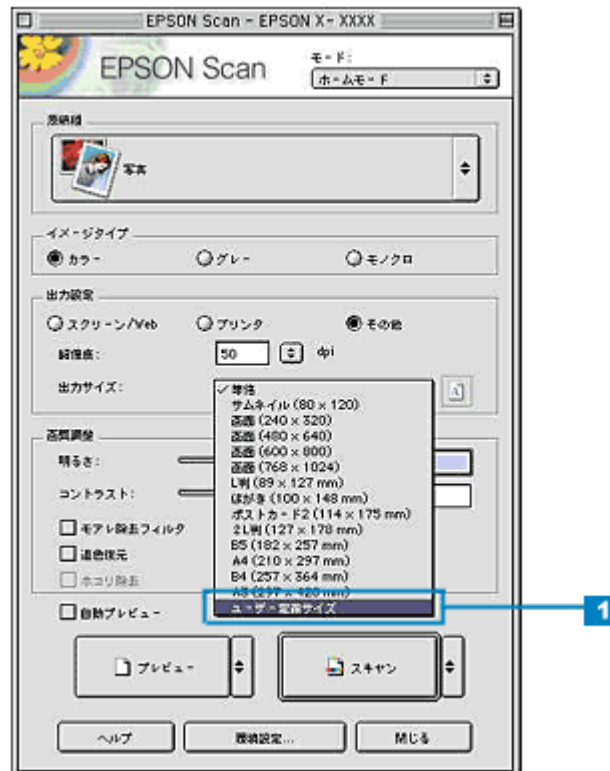 EPSON Scan - EPSON X- XXXX
EPSON Scan
モード:
ホームモード
原稿種
写真
イメージタイプ
カラー
グレー
モノクロ
出力設定
スクリーン/Web
プリンタ
その他
解像度:
50
dpi
出力サイズ:
✓等倍
サムネイル (80 x 120)
画面 (240 x 320)
画面 (480 x 640)
画面 (600 x 800)
画面 (768 x 1024)
L判 (89 x 127 mm)
はがき (100 x 148 mm)
ポストカード2 (114 x 175 mm)
2L判 (127 x 178 mm)
B5 (182 x 257 mm)
A4 (210 x 297 mm)
B4 (257 x 364 mm)
A3 (297 x 420 mm)
ユーザー定義サイズ
1
画質調整
明るさ:
コントラスト:
モアレ除去フィルタ
退色復元
ホコリ除去
自動プレビュー
プレビュー
スキャン
ヘルプ
環境設定...
閉じる